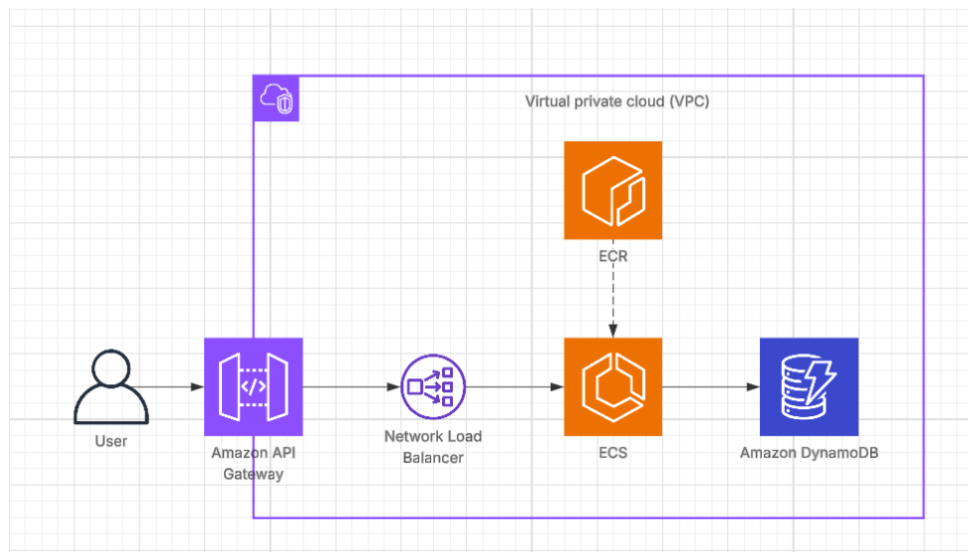 Virtual private cloud (VPC)
ECR
User
Amazon API
Gateway
Network Load
Balancer
ECS
Amazon DynamoDB